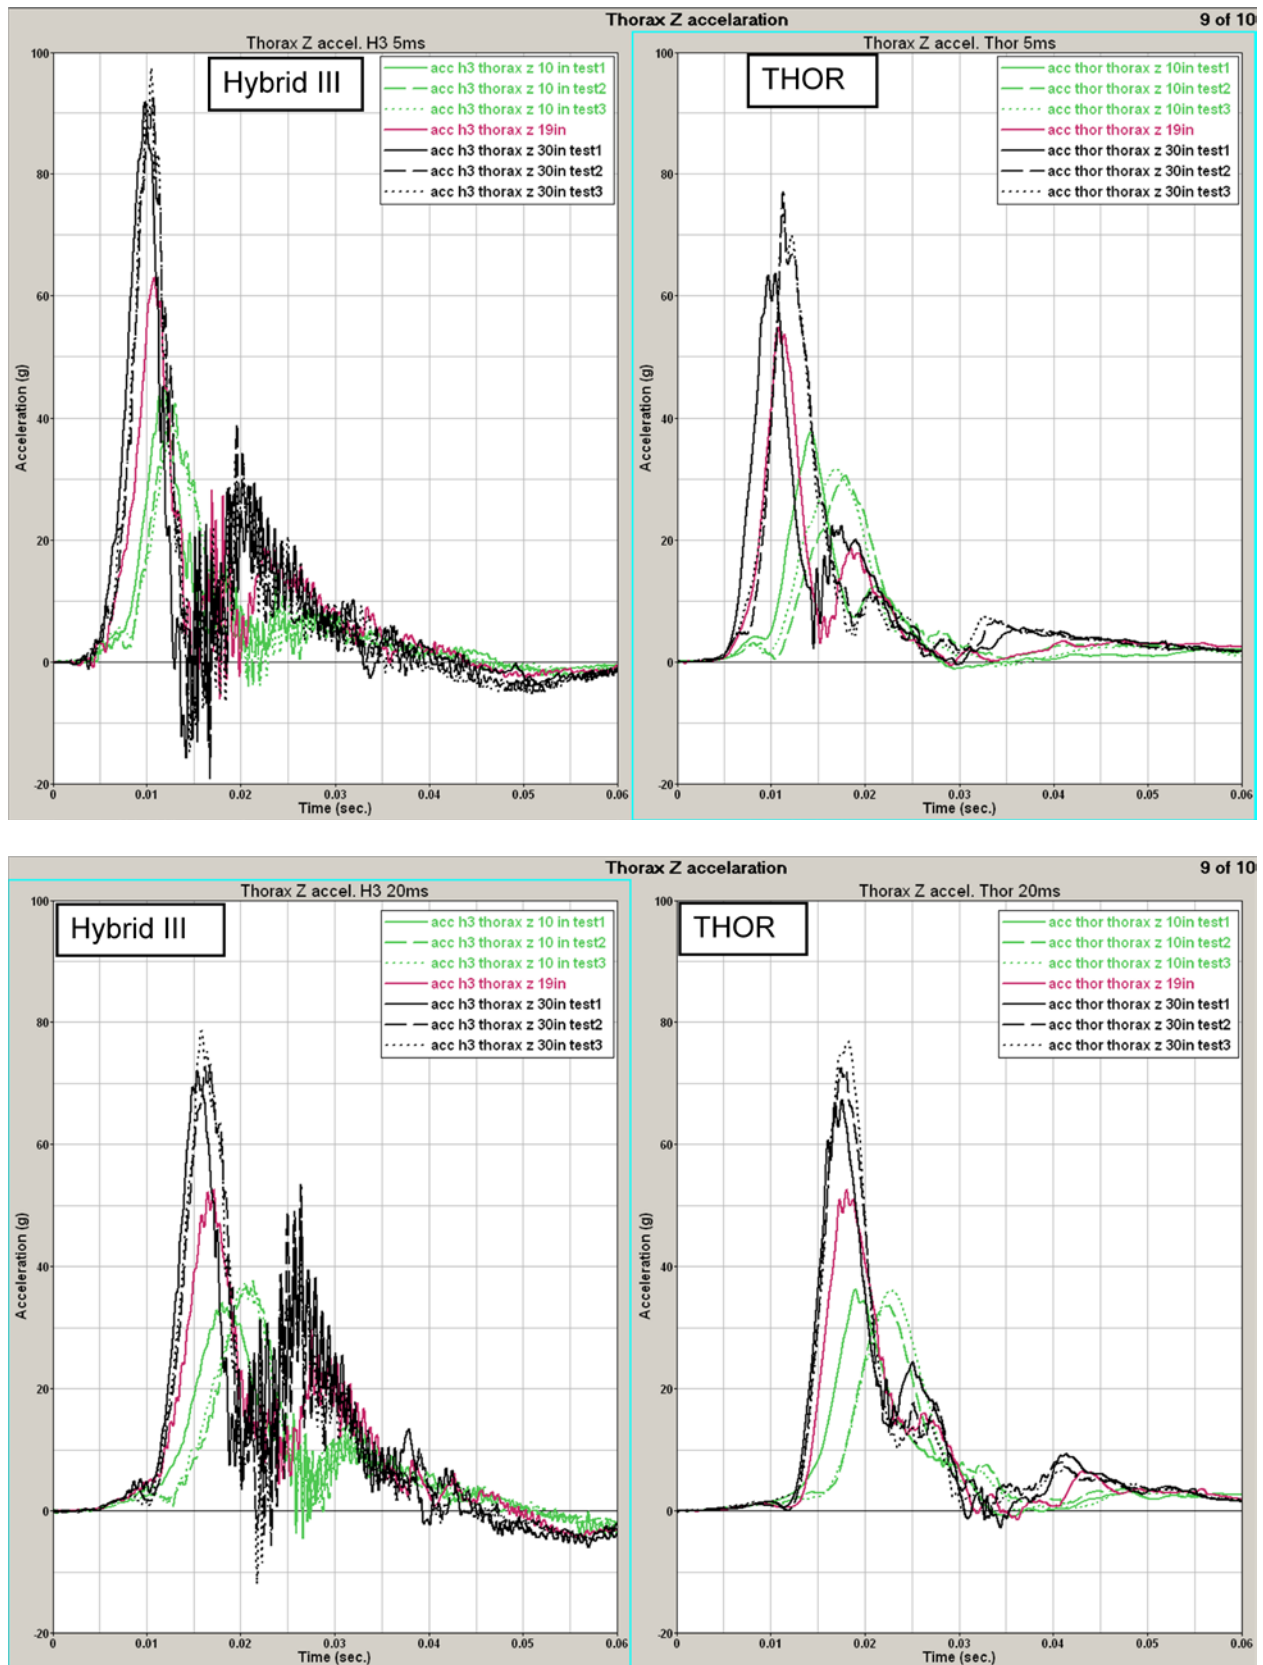 Thorax Z accelaration
9 of 10
Thorax Z accel. H3 5ms
Hybrid III
acc h3 thorax z 10 in test1
acc h3 thorax z 10 in test2
acc h3 thorax z 10 in test3
acc h3 thorax z 19in
acc h3 thorax z 30in test1
acc h3 thorax z 30in test2
acc h3 thorax z 30in test3
Acceleration (g)
100
80
60
40
20
0
-20
0 0.01 0.02 0.03 0.04 0.05 0.06
Time (sec.)
Thorax Z accel. Thor 5ms
THOR
acc thor thorax z 10in test1
acc thor thorax z 10in test2
acc thor thorax z 10in test3
acc thor thorax z 19in
acc thor thorax z 30in test1
acc thor thorax z 30in test2
acc thor thorax z 30in test3
Acceleration (g)
100
80
60
40
20
0
-20
0 0.01 0.02 0.03 0.04 0.05 0.06
Time (sec.)
Thorax Z accelaration
9 of 10
Thorax Z accel. H3 20ms
Hybrid III
acc h3 thorax z 10 in test1
acc h3 thorax z 10 in test2
acc h3 thorax z 10 in test3
acc h3 thorax z 19in
acc h3 thorax z 30in test1
acc h3 thorax z 30in test2
acc h3 thorax z 30in test3
Acceleration (g)
100
80
60
40
20
0
-20
0 0.01 0.02 0.03 0.04 0.05 0.06
Time (sec.)
Thorax Z accel. Thor 20ms
THOR
acc thor thorax z 10in test1
acc thor thorax z 10in test2
acc thor thorax z 10in test3
acc thor thorax z 19in
acc thor thorax z 30in test1
acc thor thorax z 30in test2
acc thor thorax z 30in test3
Acceleration (g)
100
80
60
40
20
0
-20
0 0.01 0.02 0.03 0.04 0.05 0.06
Time (sec.)